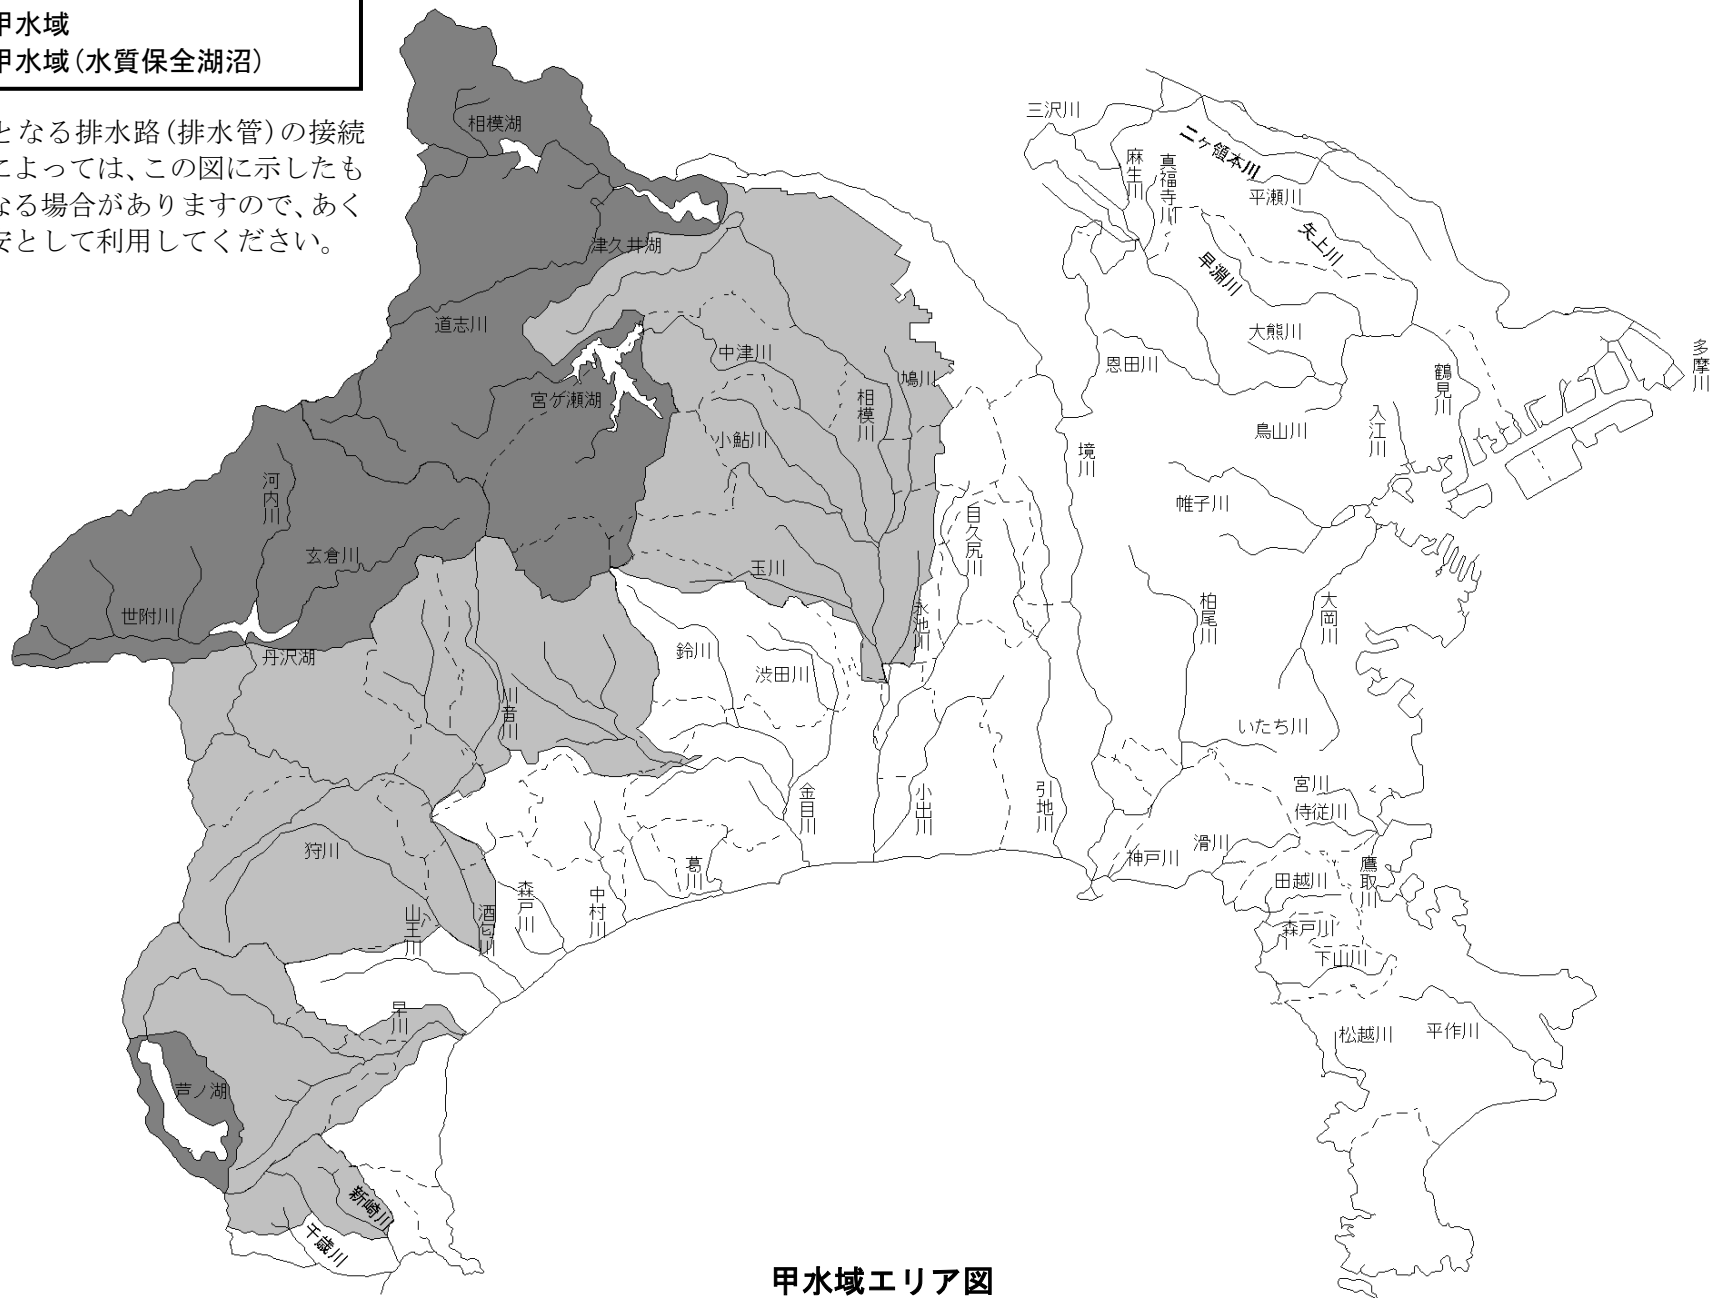 甲水域
甲水域(水質保全湖沼)
となる排水路(排水管)の接続
によっては、この図に示したも
なる場合がありますので、あく
安として利用してください。
相模湖
津久井湖
道志川
宮ケ瀬湖
中津川
鳩川
相模川
小鮎川
河内川
玄倉川
世附川
丹沢湖
玉川
永池川
目久尻川
鈴川
渋田川
川音川
金目川
小出川
引地川
狩川
山王川
酒匂川
森戸川
中村川
葛川
早川
芦ノ湖
新崎川
千歳川
三沢川
麻生川
真福寺川
二ケ領本川
平瀬川
矢上川
早淵川
大熊川
恩田川
鶴見川
多摩川
入江川
鳥山川
境川
帷子川
柏尾川
大岡川
いたち川
宮川
侍従川
滑川
神戸川
鷹取川
田越川
森戸川
下山川
松越川
平作川
甲水域エリア図